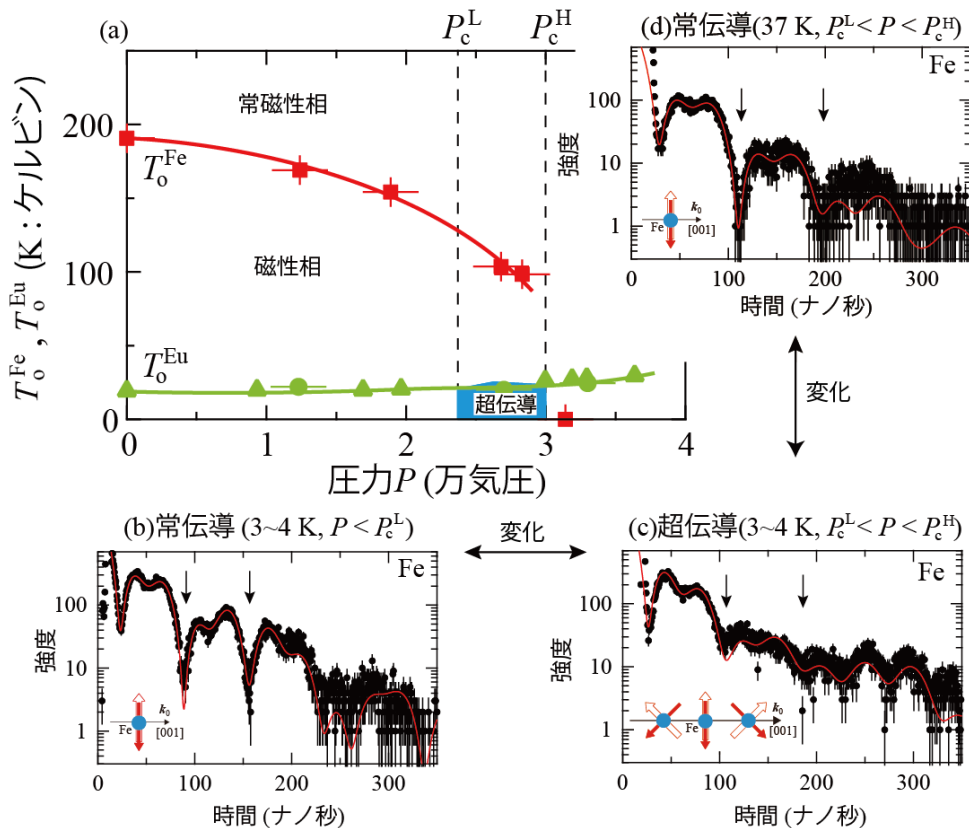 (a)
P_c^L
P_c^H
T_o^Fe, T_o^Eu (K : ケルビン)
200
100
0
常磁性相
T_o^Fe
磁性相
T_o^Eu
超伝導
0 1 2 3 4
圧力P (万気圧)
(d)常伝導(37 K, P_c^L < P < P_c^H)
Fe
強度
100
10
1
Fe
k_0
[001]
0 100 200 300
時間 (ナノ秒)
変化
(b)常伝導 (3~4 K, P < P_c^L)
Fe
強度
100
10
1
Fe
k_0
[001]
0 100 200 300
時間 (ナノ秒)
変化
(c)超伝導(3~4 K, P_c^L < P < P_c^H)
Fe
強度
100
10
1
Fe
k_0
[001]
0 100 200 300
時間 (ナノ秒)